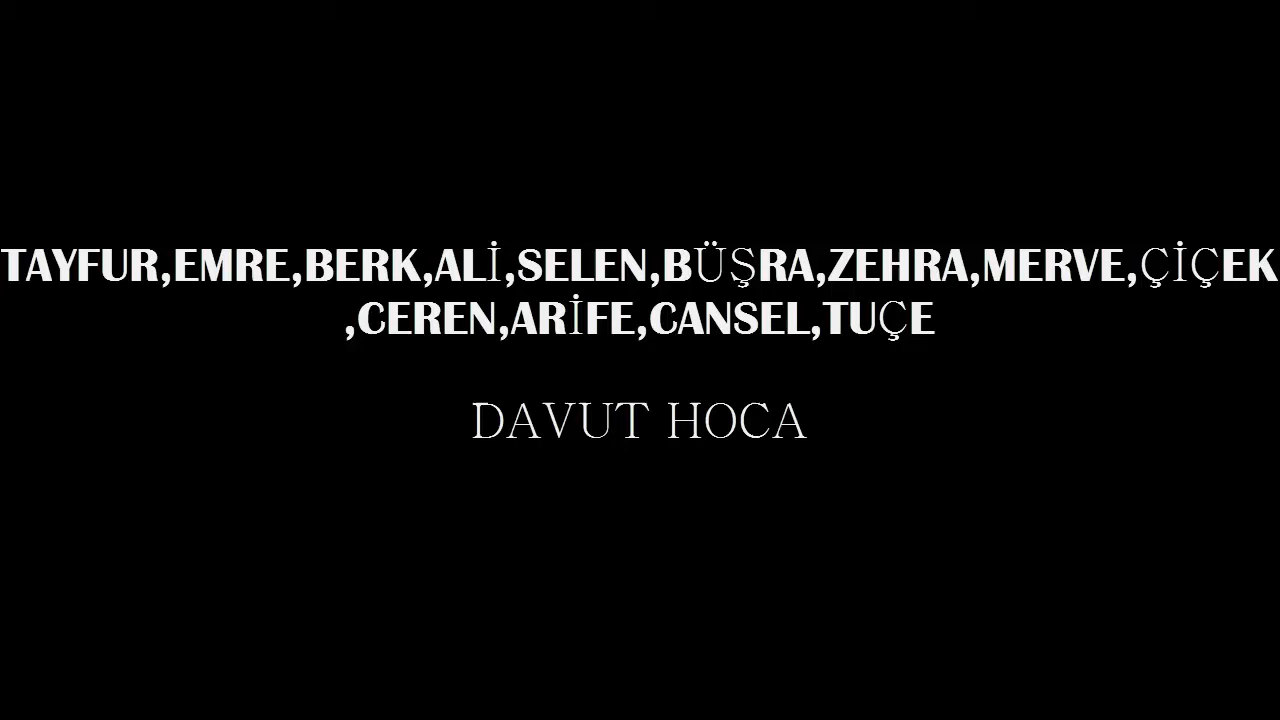 TAYFUR,EMRE,BERK,ALİ,SELEN,BÜŞRA,ZEHRA,MERVE,ÇİÇEK
,CEREN,ARİFE,CANSEL,TUÇE
DAVUT HOCA